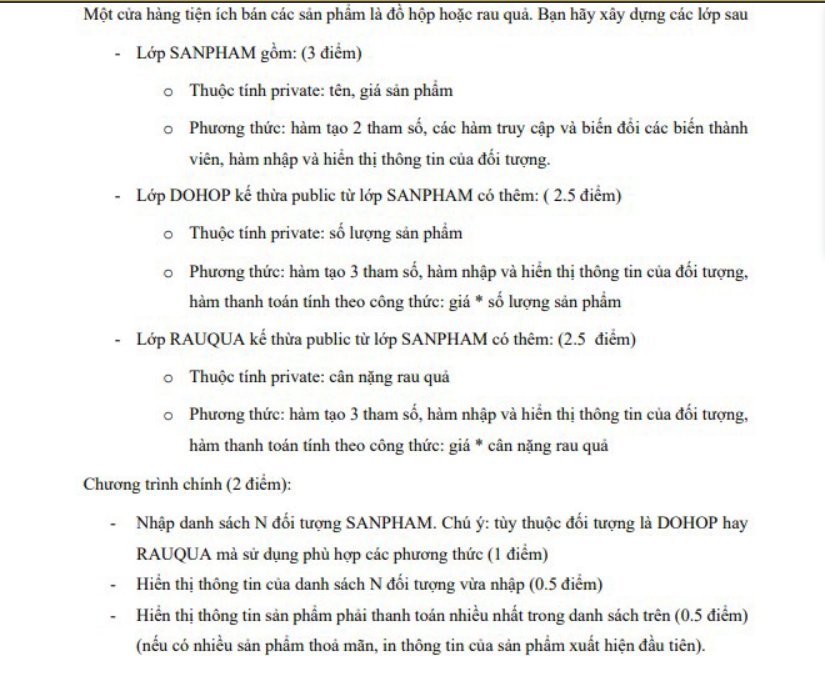 Một cửa hàng tiện ích bán các sản phẩm là đồ hộp hoặc rau quả. Bạn hãy xây dựng các lớp sau
- Lớp SANPHAM gồm: (3 điểm)
o Thuộc tính private: tên, giá sản phẩm
o Phương thức: hàm tạo 2 tham số, các hàm truy cập và biến đổi các biến thành
viên, hàm nhập và hiển thị thông tin của đối tượng.
- Lớp DOHOP kế thừa public từ lớp SANPHAM có thêm: ( 2.5 điểm)
o Thuộc tính private: số lượng sản phẩm
o Phương thức: hàm tạo 3 tham số, hàm nhập và hiển thị thông tin của đối tượng,
hàm thanh toán tính theo công thức: giá * số lượng sản phẩm
- Lớp RAUQUA kế thừa public từ lớp SANPHAM có thêm: (2.5 điểm)
o Thuộc tính private: cân nặng rau quả
o Phương thức: hàm tạo 3 tham số, hàm nhập và hiển thị thông tin của đối tượng,
hàm thanh toán tính theo công thức: giá * cân nặng rau quả
Chương trình chính (2 điểm):
- Nhập danh sách N đối tượng SANPHAM. Chú ý: tùy thuộc đối tượng là DOHOP hay
RAUQUA mà sử dụng phù hợp các phương thức (1 điểm)
- Hiển thị thông tin của danh sách N đối tượng vừa nhập (0.5 điểm)
- Hiển thị thông tin sản phẩm phải thanh toán nhiều nhất trong danh sách trên (0.5 điểm)
(nếu có nhiều sản phẩm thoả mãn, in thông tin của sản phẩm xuất hiện đầu tiên).